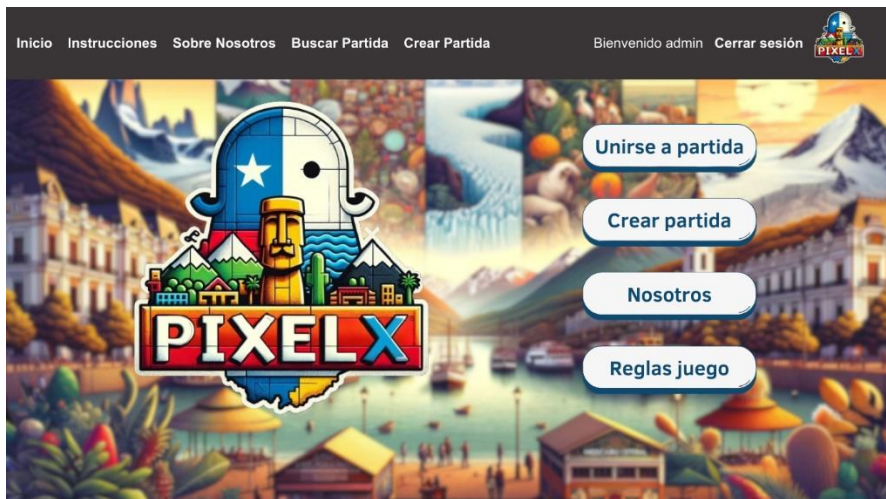 Inicio Instrucciones Sobre Nosotros Buscar Partida Crear Partida Bienvenido admin Cerrar sesión PIXELX
Unirse a partida
Crear partida
Nosotros
PIXELX
Reglas juego